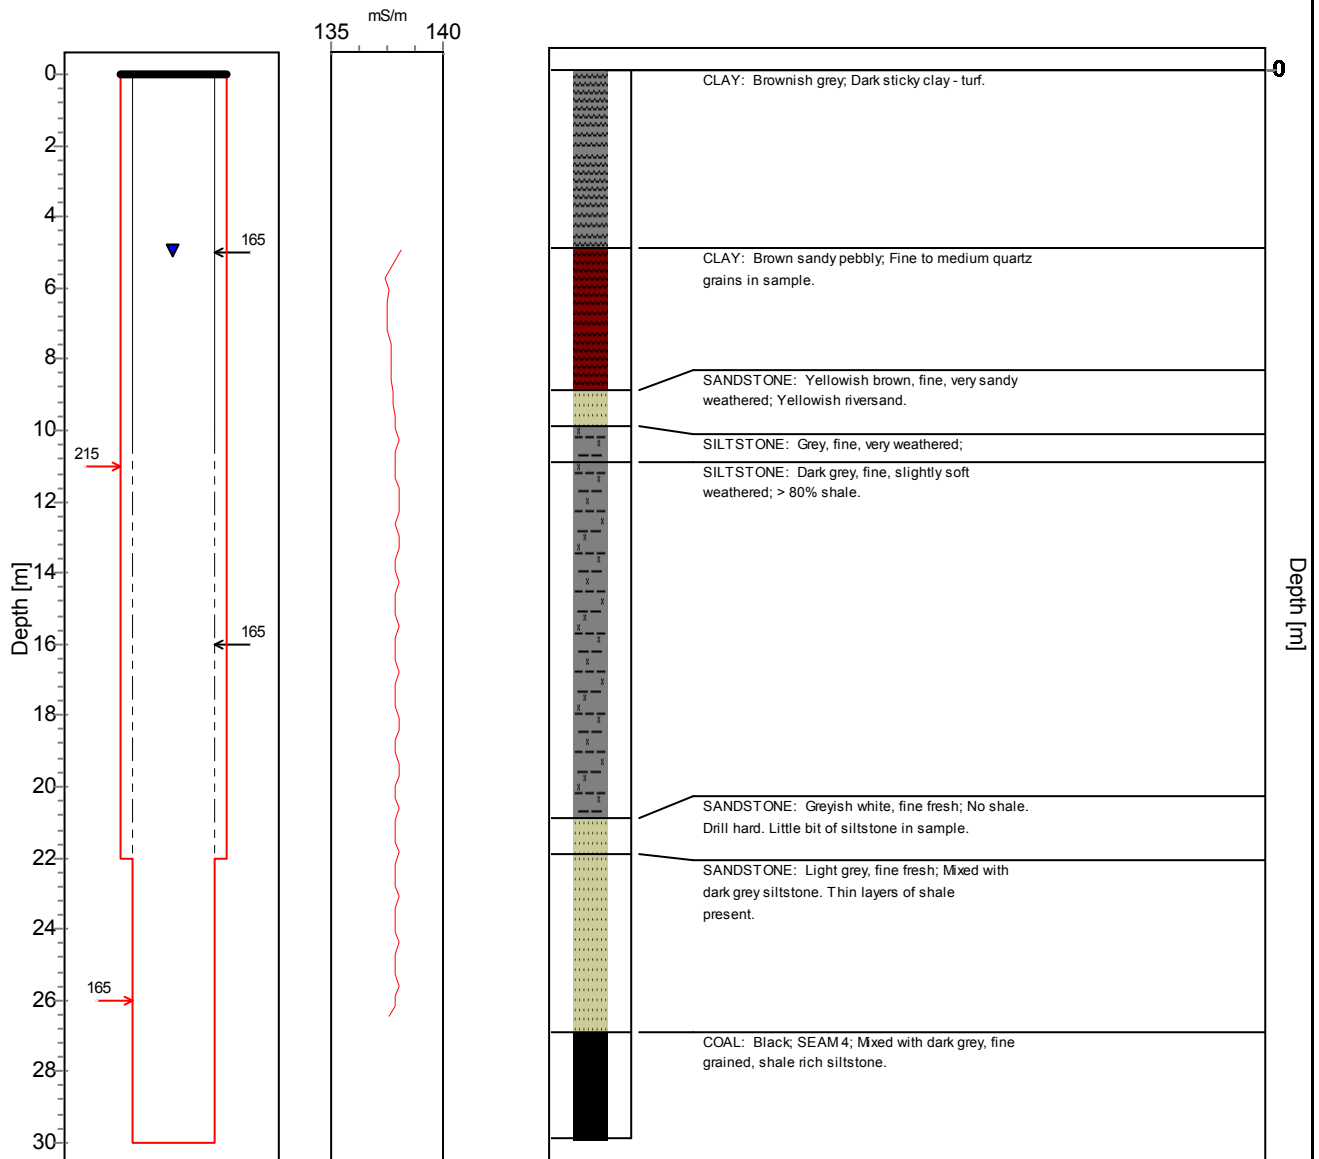 mS/m
135 140
0
2
4
6
8
10
12
14
16
18
20
22
24
26
28
30
Depth [m]
165
215
165
165
0
Depth [m]
CLAY: Brownish grey; Dark sticky clay - turf.
CLAY: Brown sandy pebbly; Fine to medium quartz
grains in sample.
SANDSTONE: Yellowish brown, fine, very sandy
weathered; Yellowish riversand.
SILTSTONE: Grey, fine, very weathered;
SILTSTONE: Dark grey, fine, slightly soft
weathered; > 80% shale.
SANDSTONE: Greyish white, fine fresh; No shale.
Drill hard. Little bit of siltstone in sample.
SANDSTONE: Light grey, fine fresh; Mixed with
dark grey siltstone. Thin layers of shale
present.
COAL: Black; SEAM 4; Mixed with dark grey, fine
grained, shale rich siltstone.